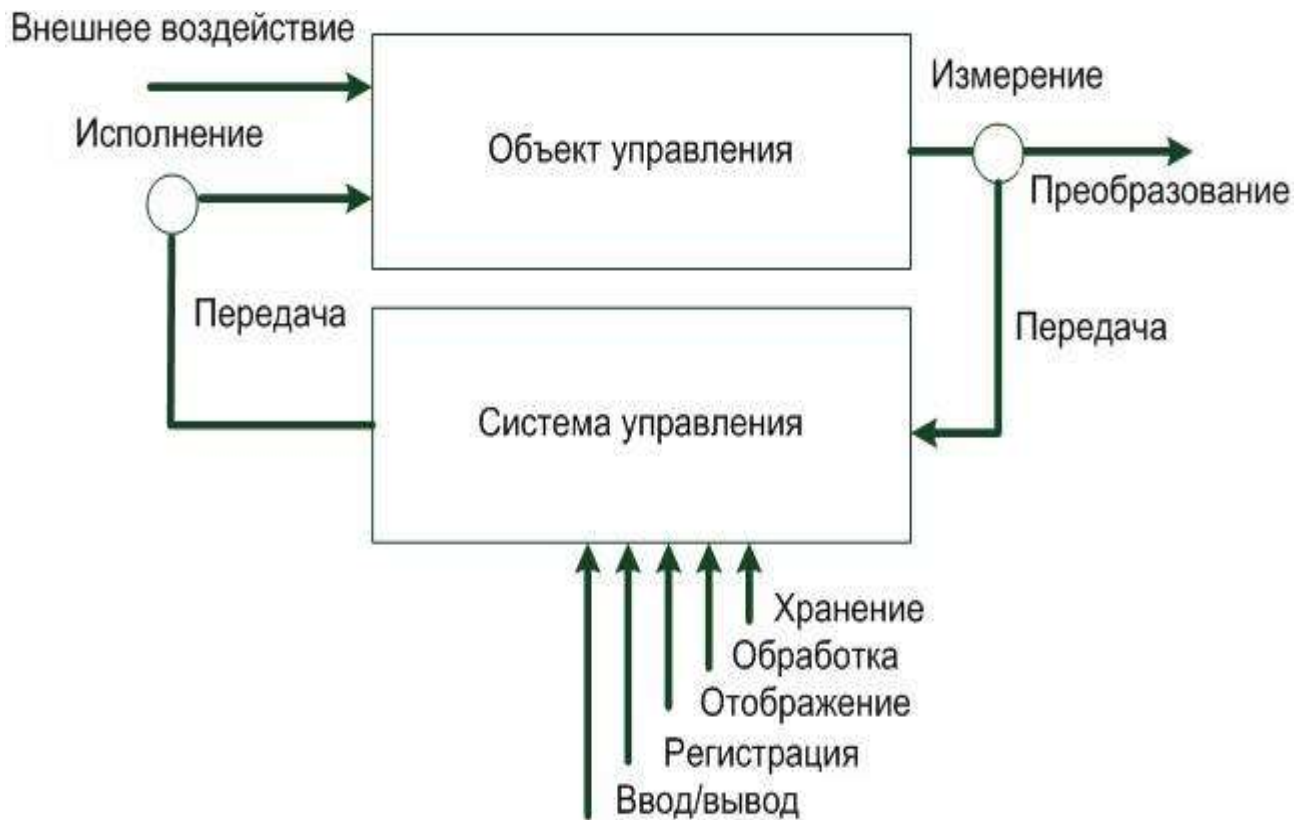 Внешнее воздействие
Измерение
Исполнение
Объект управления
Преобразование
Передача
Передача
Система управления
Хранение
Обработка
Отображение
Регистрация
Ввод/вывод